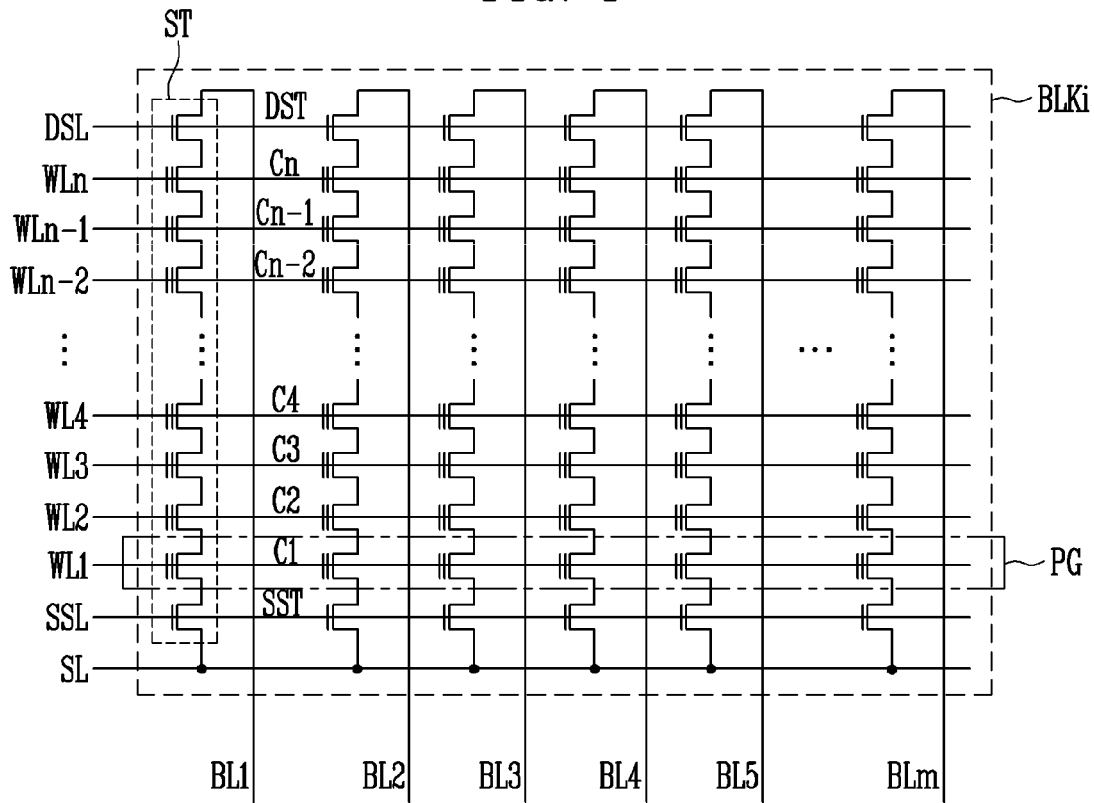 ST
BLKi
DSL DST
WLn Cn
WLn-1 Cn-1
WLn-2 Cn-2
WL4 C4
WL3 C3
WL2 C2
WL1 C1 PG
SSL SST
SL
BL1 BL2 BL3 BL4 BL5 BLm